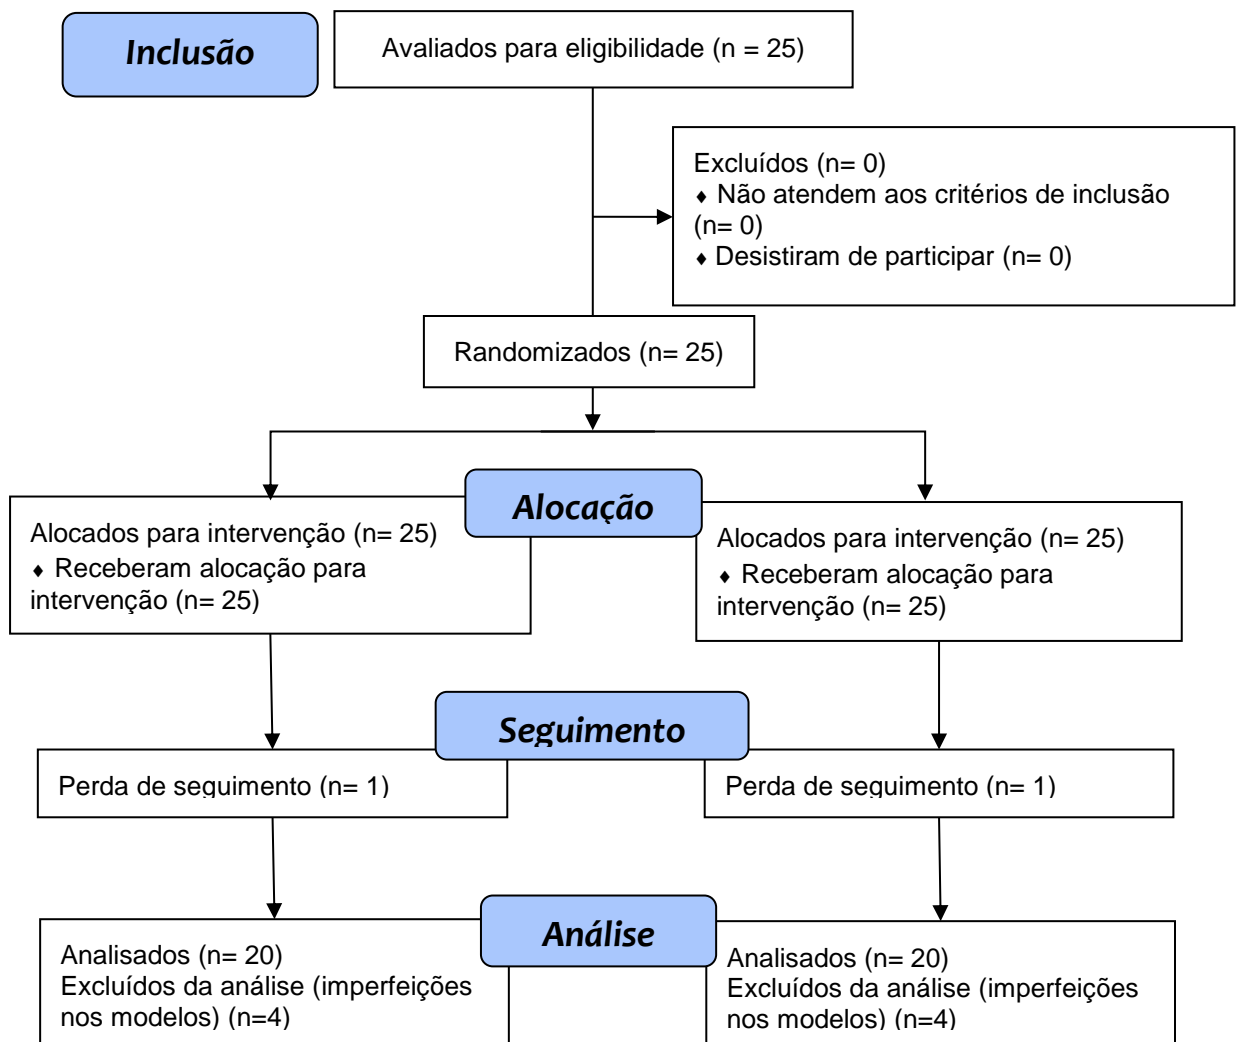 Inclusão
Avaliados para eligibilidade (n = 25)
Excluídos (n= 0)
♦ Não atendem aos critérios de inclusão
(n= 0)
♦ Desistiram de participar (n= 0)
Randomizados (n= 25)
Alocação
Alocados para intervenção (n= 25)
♦ Receberam alocação para
intervenção (n= 25)
Alocados para intervenção (n= 25)
♦ Receberam alocação para
intervenção (n= 25)
Seguimento
Perda de seguimento (n= 1)
Perda de seguimento (n= 1)
Análise
Analisados (n= 20)
Excluídos da análise (imperfeições
nos modelos) (n=4)
Analisados (n= 20)
Excluídos da análise (imperfeições
nos modelos) (n=4)